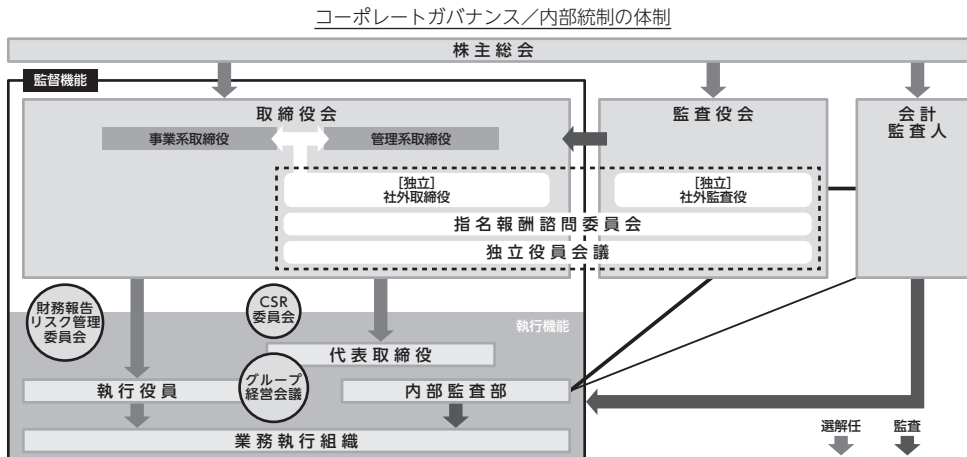 コーポレートガバナンス／内部統制の体制
株主総会
監督機能
取締役会
事業系取締役
管理系取締役
[独立]
社外取締役
監査役会
[独立]
社外監査役
会計
監査人
指名報酬諮問委員会
独立役員会議
財務報告
リスク管理
委員会
CSR
委員会
執行機能
代表取締役
執行役員
グループ
経営会議
内部監査部
業務執行組織
選解任
監査